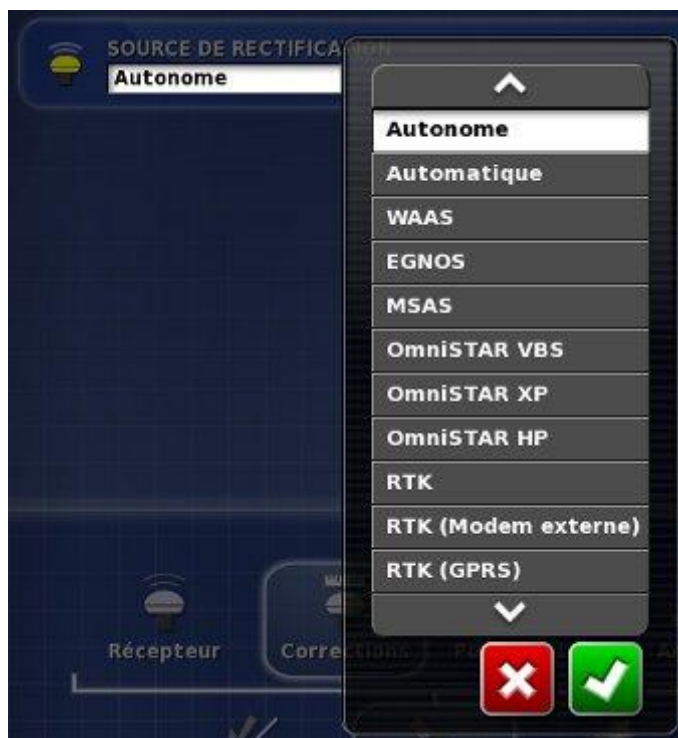 SOURCE DE RECTIFICATION
Autonome
Autonome
Automatique
WAAS
EGNOS
MSAS
OmniSTAR VBS
OmniSTAR XP
OmniSTAR HP
RTK
RTK (Modem externe)
RTK (GPRS)
Récepteur
Corrections